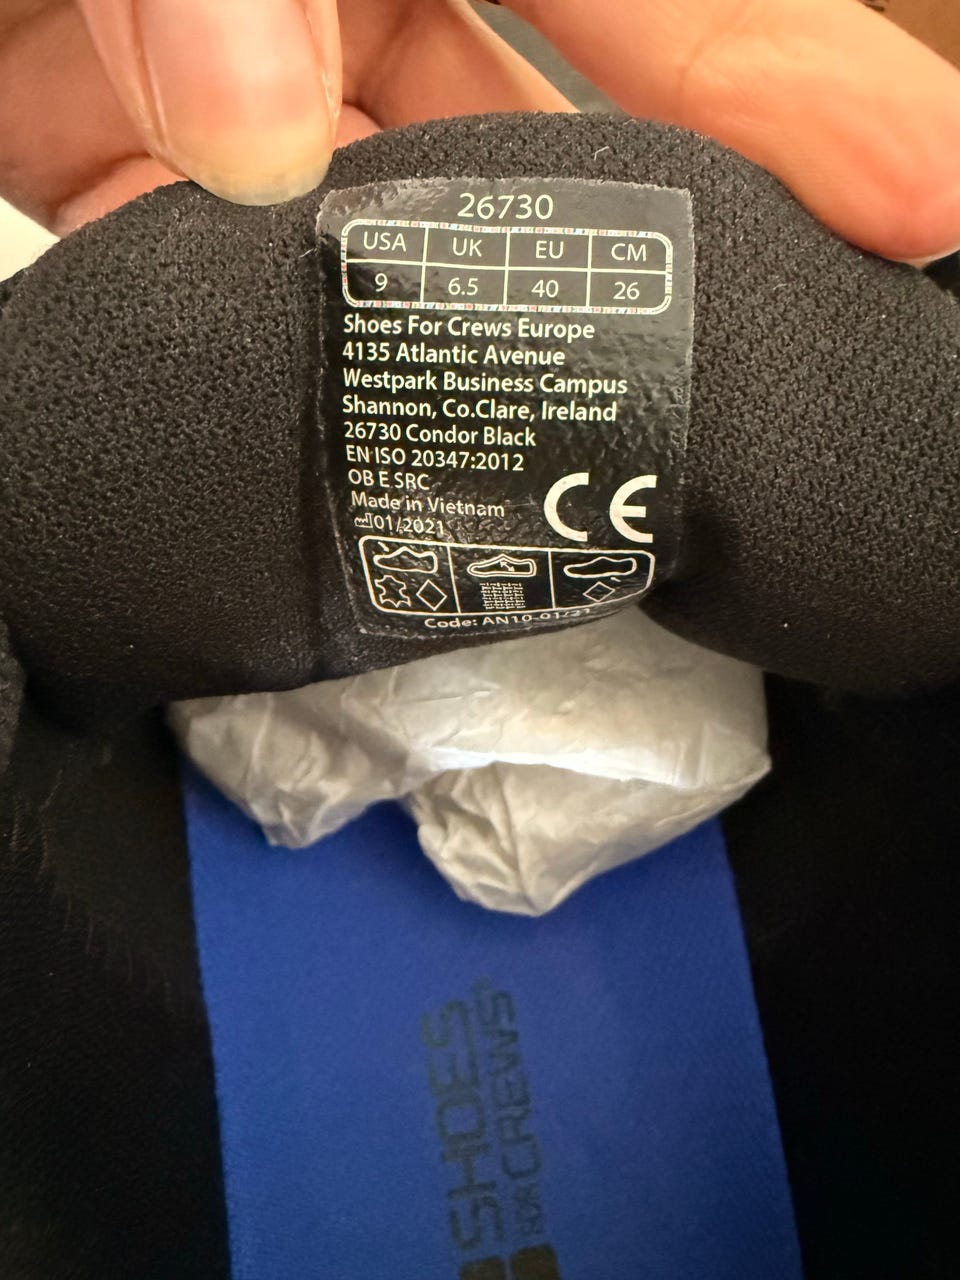 26730
USA UK EU CM
9 6.5 40 26
Shoes For Crews Europe
4135 Atlantic Avenue
Westpark Business Campus
Shannon, Co.Clare, Ireland
26730 Condor Black
EN ISO 20347:2012
OB E SRC
Made in Vietnam
01/2021
CE
Code: AN10-01/21
SHOES
FOR CREWS